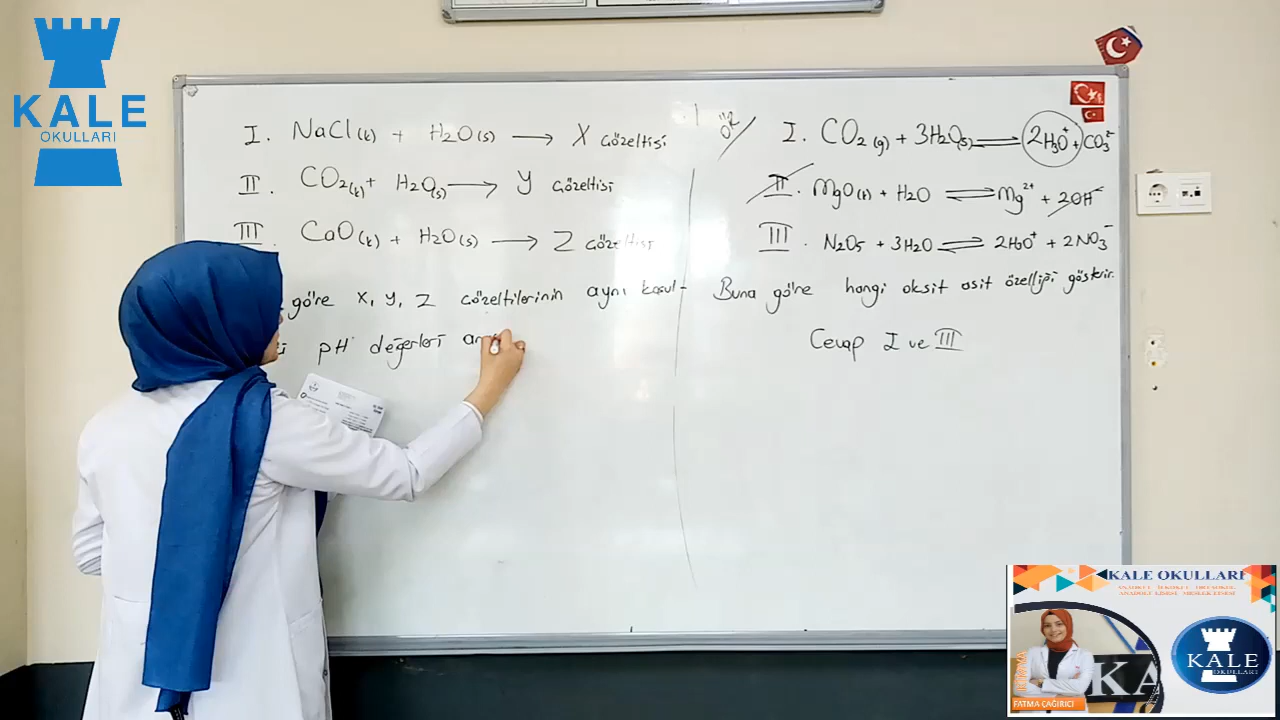 KALE
OKULLARI
I. NaCl(k) + H₂O(s) → X Çözeltisi
II. CO₂(k) + H₂O(s) → Y Çözeltisi
III. CaO(k) + H₂O(s) → Z Çözeltisi
göre X, Y, Z Çözeltilerinin aynı koşul-
pH değerleri
ÖR
I. CO₂(g) + 3H₂O(s) ⇌ 2H₃O⁺ + CO₃²⁻
II. MgO(k) + H₂O ⇌ Mg²⁺ + 2OH⁻
III. N₂O₅ + 3H₂O ⇌ 2H₃O⁺ + 2NO₃⁻
Buna göre hangi oksit asit özelliği gösterir.
Cevap I ve III
KALE OKULLARI
FATMA ÇAĞIRICI
KALE
OKULLARI